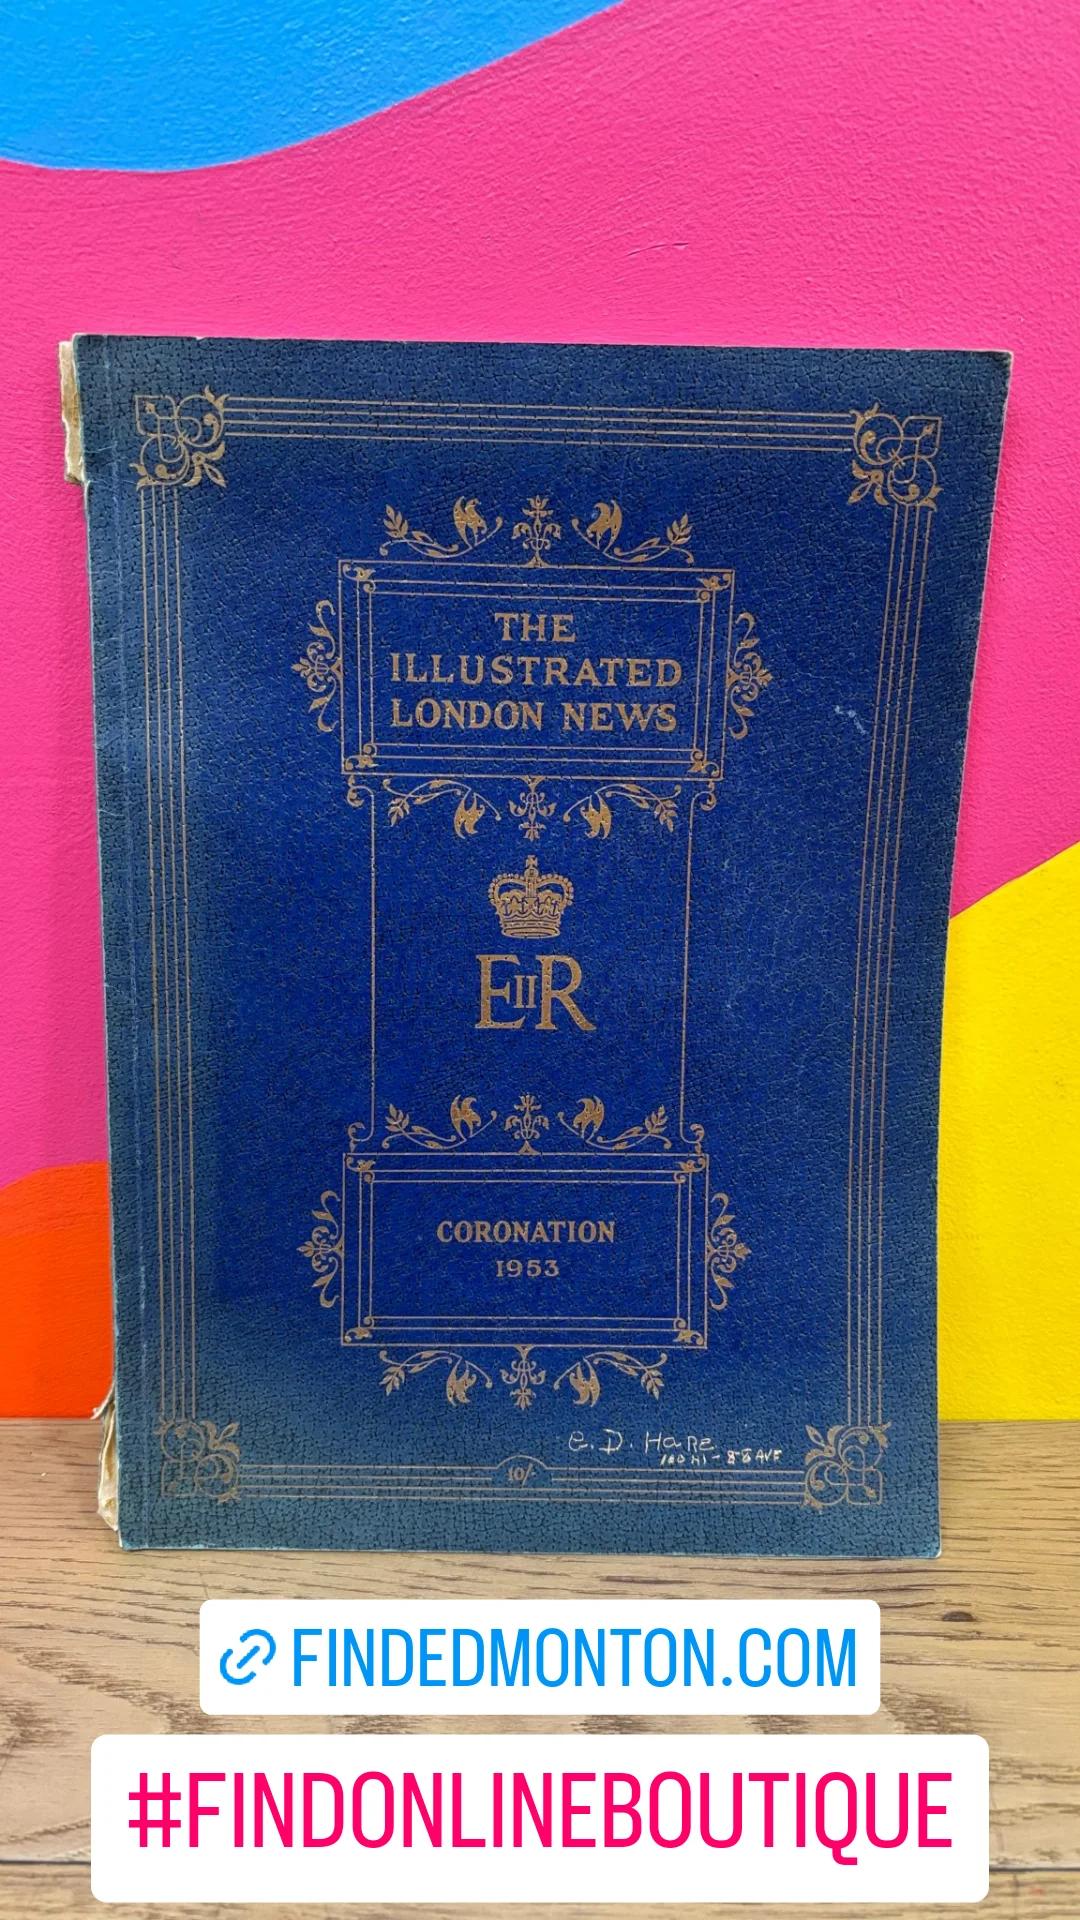 THE
ILLUSTRATED
LONDON NEWS
EIIR
CORONATION
1953
E. D. HARE
10/-
FINDEDMONTON.COM
#FINDONLINEBOUTIQUE